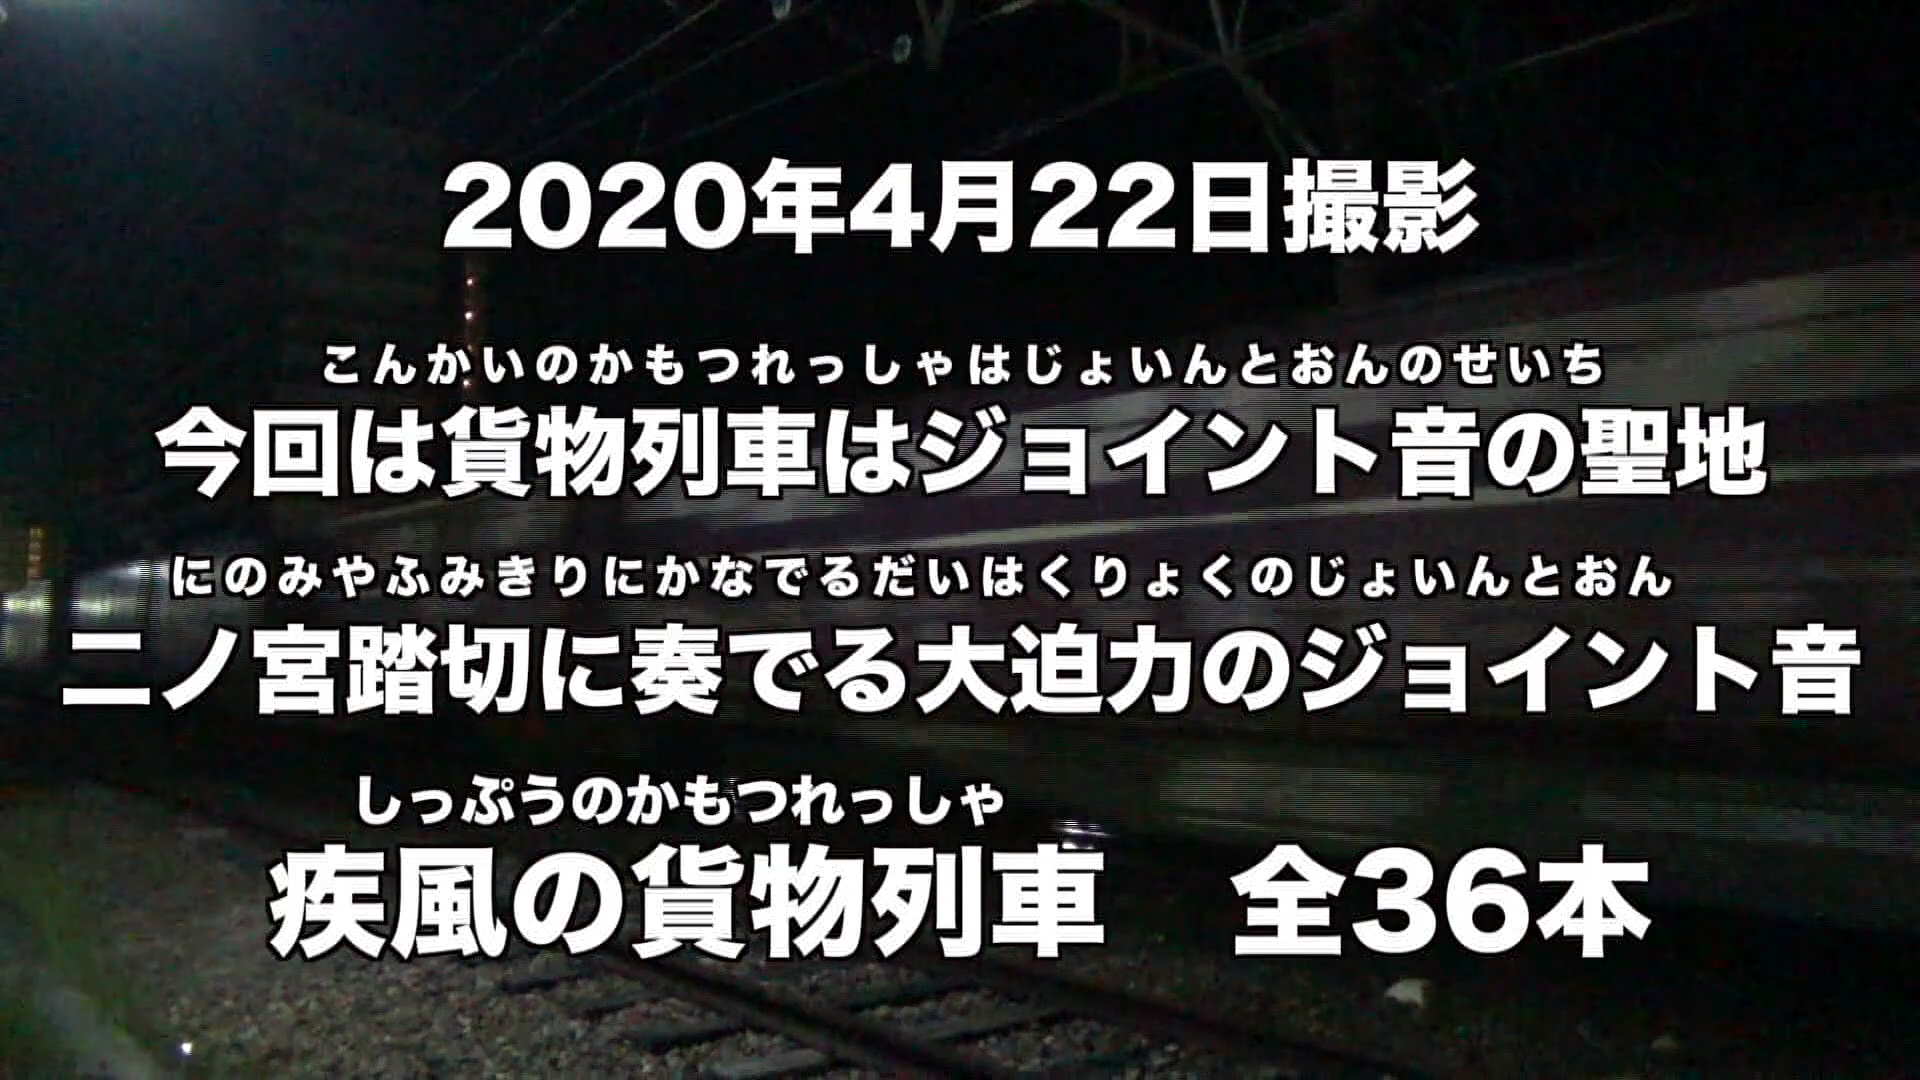 2020年4月22日撮影
こんかいのかもつれっしゃはじょいんとおんのせいち
今回は貨物列車はジョイント音の聖地
にのみやふみきりにかなでるだいはくりょくのじょいんとおん
二ノ宮踏切に奏でる大迫力のジョイント音
しっぷうのかもつれっしゃ
疾風の貨物列車　全36本